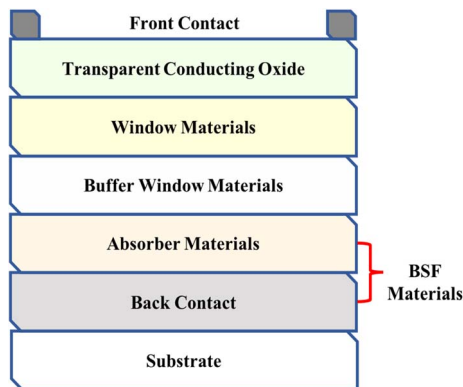 Front Contact
Transparent Conducting Oxide
Window Materials
Buffer Window Materials
Absorber Materials
BSF
Materials
Back Contact
Substrate